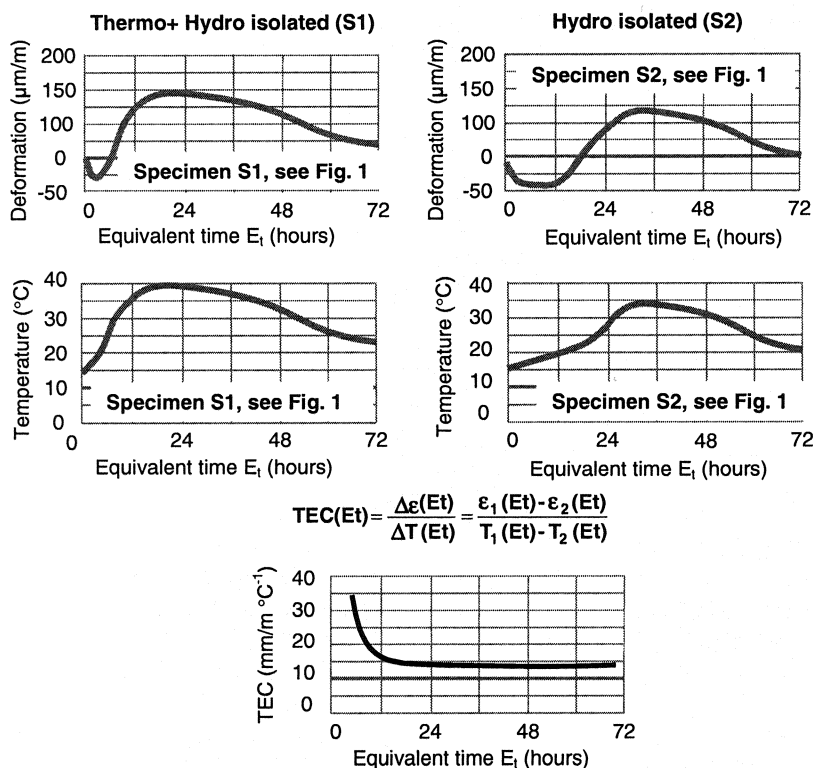 Thermo+ Hydro isolated (S1)
Deformation (µm/m)
200
150
100
0
-50
Specimen S1, see Fig. 1
0 24 48 72
Equivalent time Et (hours)
Hydro isolated (S2)
Deformation (µm/m)
200
150
100
0
-50
Specimen S2, see Fig. 1
0 24 48 72
Equivalent time Et (hours)
Temperature (°C)
40
30
20
10
0
Specimen S1, see Fig. 1
0 24 48 72
Equivalent time Et (hours)
Temperature (°C)
40
30
20
10
0
Specimen S2, see Fig. 1
0 24 48 72
Equivalent time Et (hours)
TEC(Et) = Δε(Et) / ΔT(Et) = ε1(Et)-ε2(Et) / T1(Et)-T2(Et)
TEC (mm/m °C⁻¹)
40
30
20
10
0
0 24 48 72
Equivalent time Et (hours)